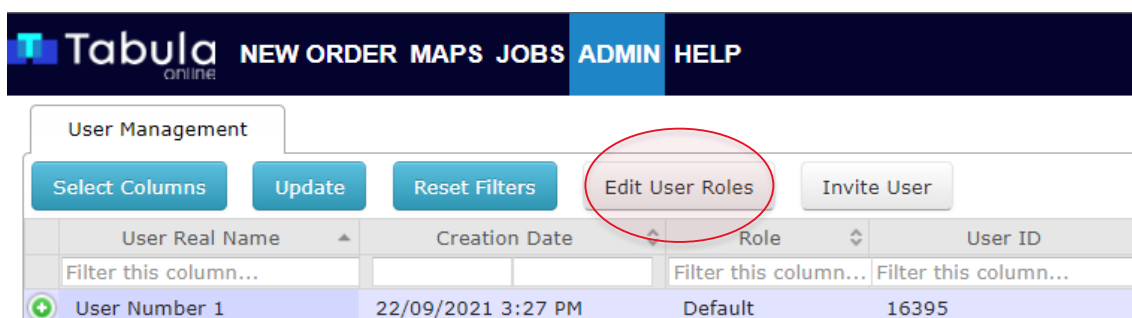 Tabula online NEW ORDER MAPS JOBS ADMIN HELP
User Management
Select Columns Update Reset Filters Edit User Roles Invite User
User Real Name Creation Date Role User ID
Filter this column... Filter this column... Filter this column...
User Number 1 22/09/2021 3:27 PM Default 16395